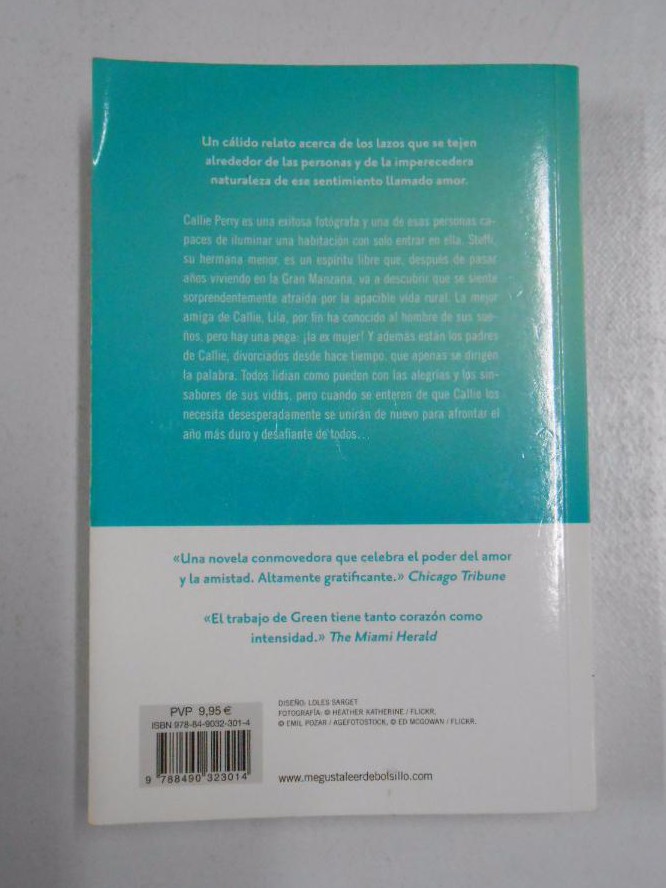 Un cálido relato acerca de los lazos que se tejen
alrededor de las personas y de la imperecedera
naturaleza de ese sentimiento llamado amor.
Callie Perry es una exitosa fotógrafa y una de esas personas ca-
paces de iluminar una habitación con solo entrar en ella. Steffi,
su hermana menor, es un espíritu libre que, después de pasar
años viviendo en la Gran Manzana, va a descubrir que se siente
sorprendentemente atraída por la apacible vida rural. La mejor
amiga de Callie, Lila, por fin ha conocido al hombre de sus sue-
ños, pero hay una pega: ¡la ex mujer! Y además están los padres
de Callie, divorciados desde hace tiempo, que apenas se dirigen
la palabra. Todos lidian como pueden con las alegrías y los sin-
sabores de sus vidas, pero cuando se enteren de que Callie los
necesita desesperadamente se unirán de nuevo para afrontar el
año más duro y desafiante de todos...
«Una novela conmovedora que celebra el poder del amor
y la amistad. Altamente gratificante.» Chicago Tribune
«El trabajo de Green tiene tanto corazón como
intensidad.» The Miami Herald
PVP 9,95 €
ISBN 978-84-9032-301-4
9 788490 323014
DISEÑO: LOLES SARGET
FOTOGRAFÍA: © HEATHER KATHERINE / FLICKR,
© EMIL POZAR / AGEFOTOSTOCK, © ED MCGOWAN / FLICKR.
www.megustaleerdebolsillo.com